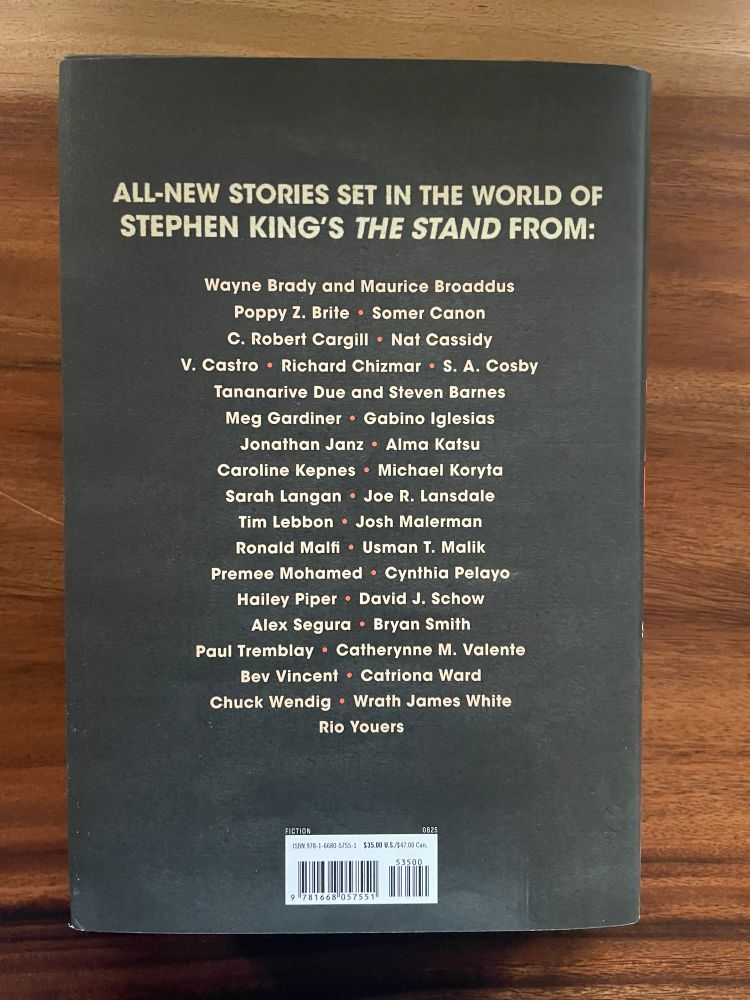 ALL-NEW STORIES SET IN THE WORLD OF
STEPHEN KING'S THE STAND FROM:
Wayne Brady and Maurice Broaddus
Poppy Z. Brite • Somer Canon
C. Robert Cargill • Nat Cassidy
V. Castro • Richard Chizmar • S. A. Cosby
Tananarive Due and Steven Barnes
Meg Gardiner • Gabino Iglesias
Jonathan Janz • Alma Katsu
Caroline Kepnes • Michael Koryta
Sarah Langan • Joe R. Lansdale
Tim Lebbon • Josh Malerman
Ronald Malfi • Usman T. Malik
Premee Mohamed • Cynthia Pelayo
Hailey Piper • David J. Schow
Alex Segura • Bryan Smith
Paul Tremblay • Catherynne M. Valente
Bev Vincent • Catriona Ward
Chuck Wendig • Wrath James White
Rio Youers
FICTION 0825
ISBN 978-1-6680-5755-1 $35.00 U.S./$47.00 Can.
53500
9 781668 057551